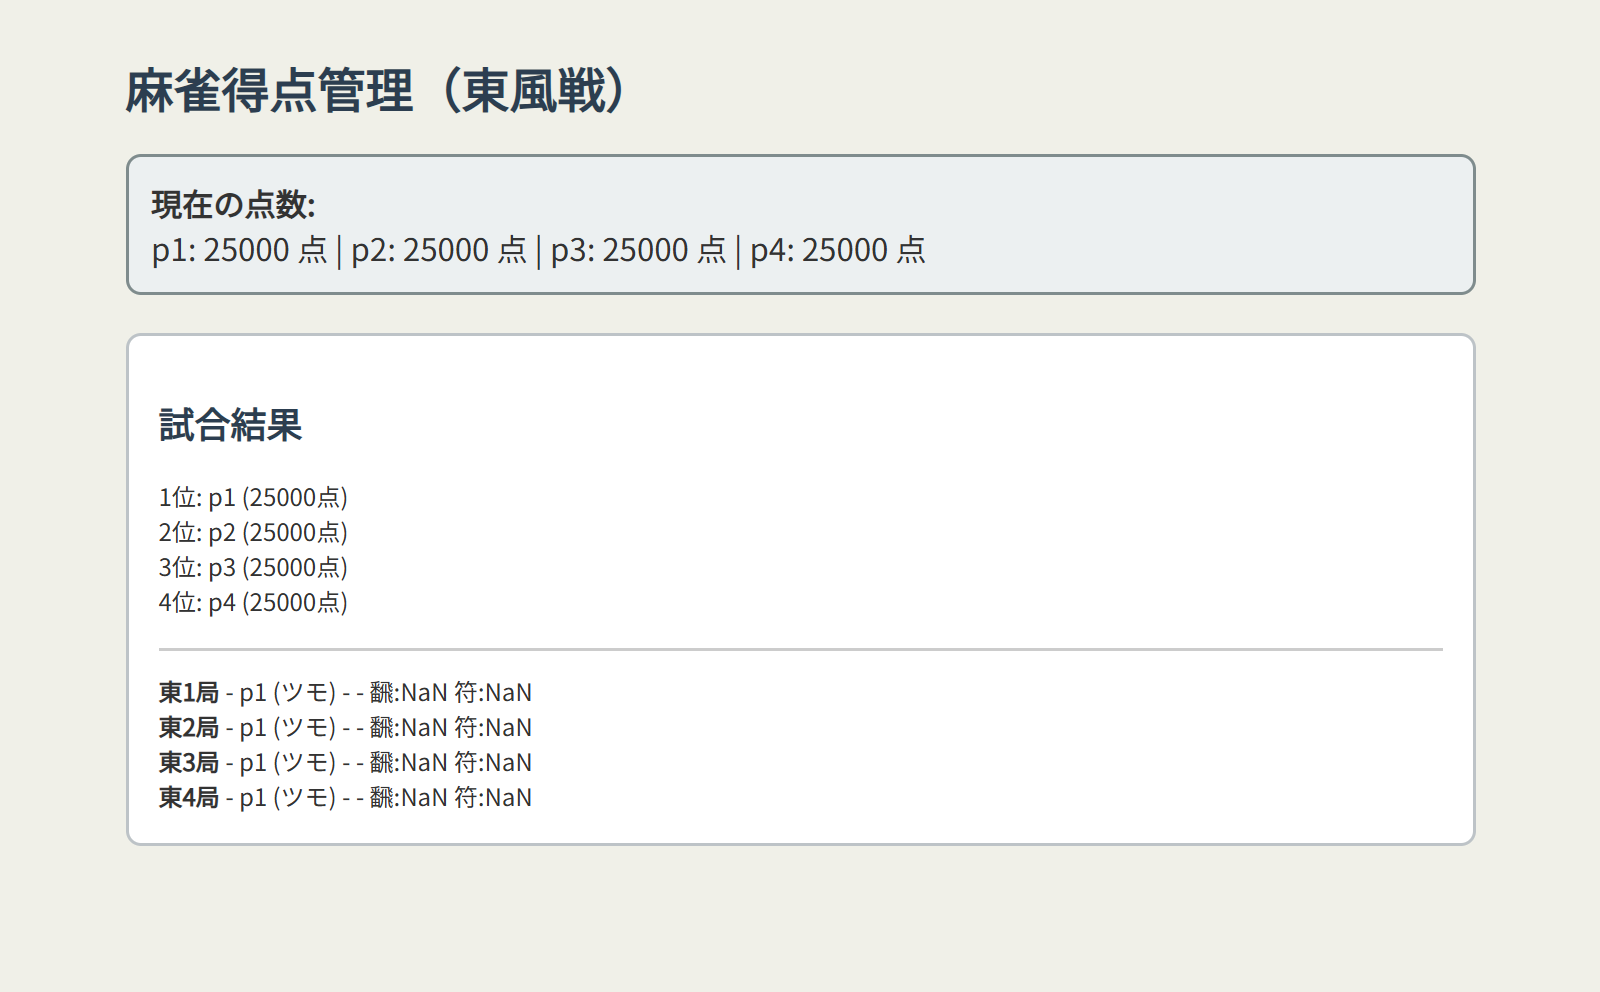 麻雀得点管理（東風戦）
現在の点数:
p1: 25000 点 | p2: 25000 点 | p3: 25000 点 | p4: 25000 点
試合結果
1位: p1 (25000点)
2位: p2 (25000点)
3位: p3 (25000点)
4位: p4 (25000点)
東1局 - p1 (ツモ) - - 飜:NaN 符:NaN
東2局 - p1 (ツモ) - - 飜:NaN 符:NaN
東3局 - p1 (ツモ) - - 飜:NaN 符:NaN
東4局 - p1 (ツモ) - - 飜:NaN 符:NaN